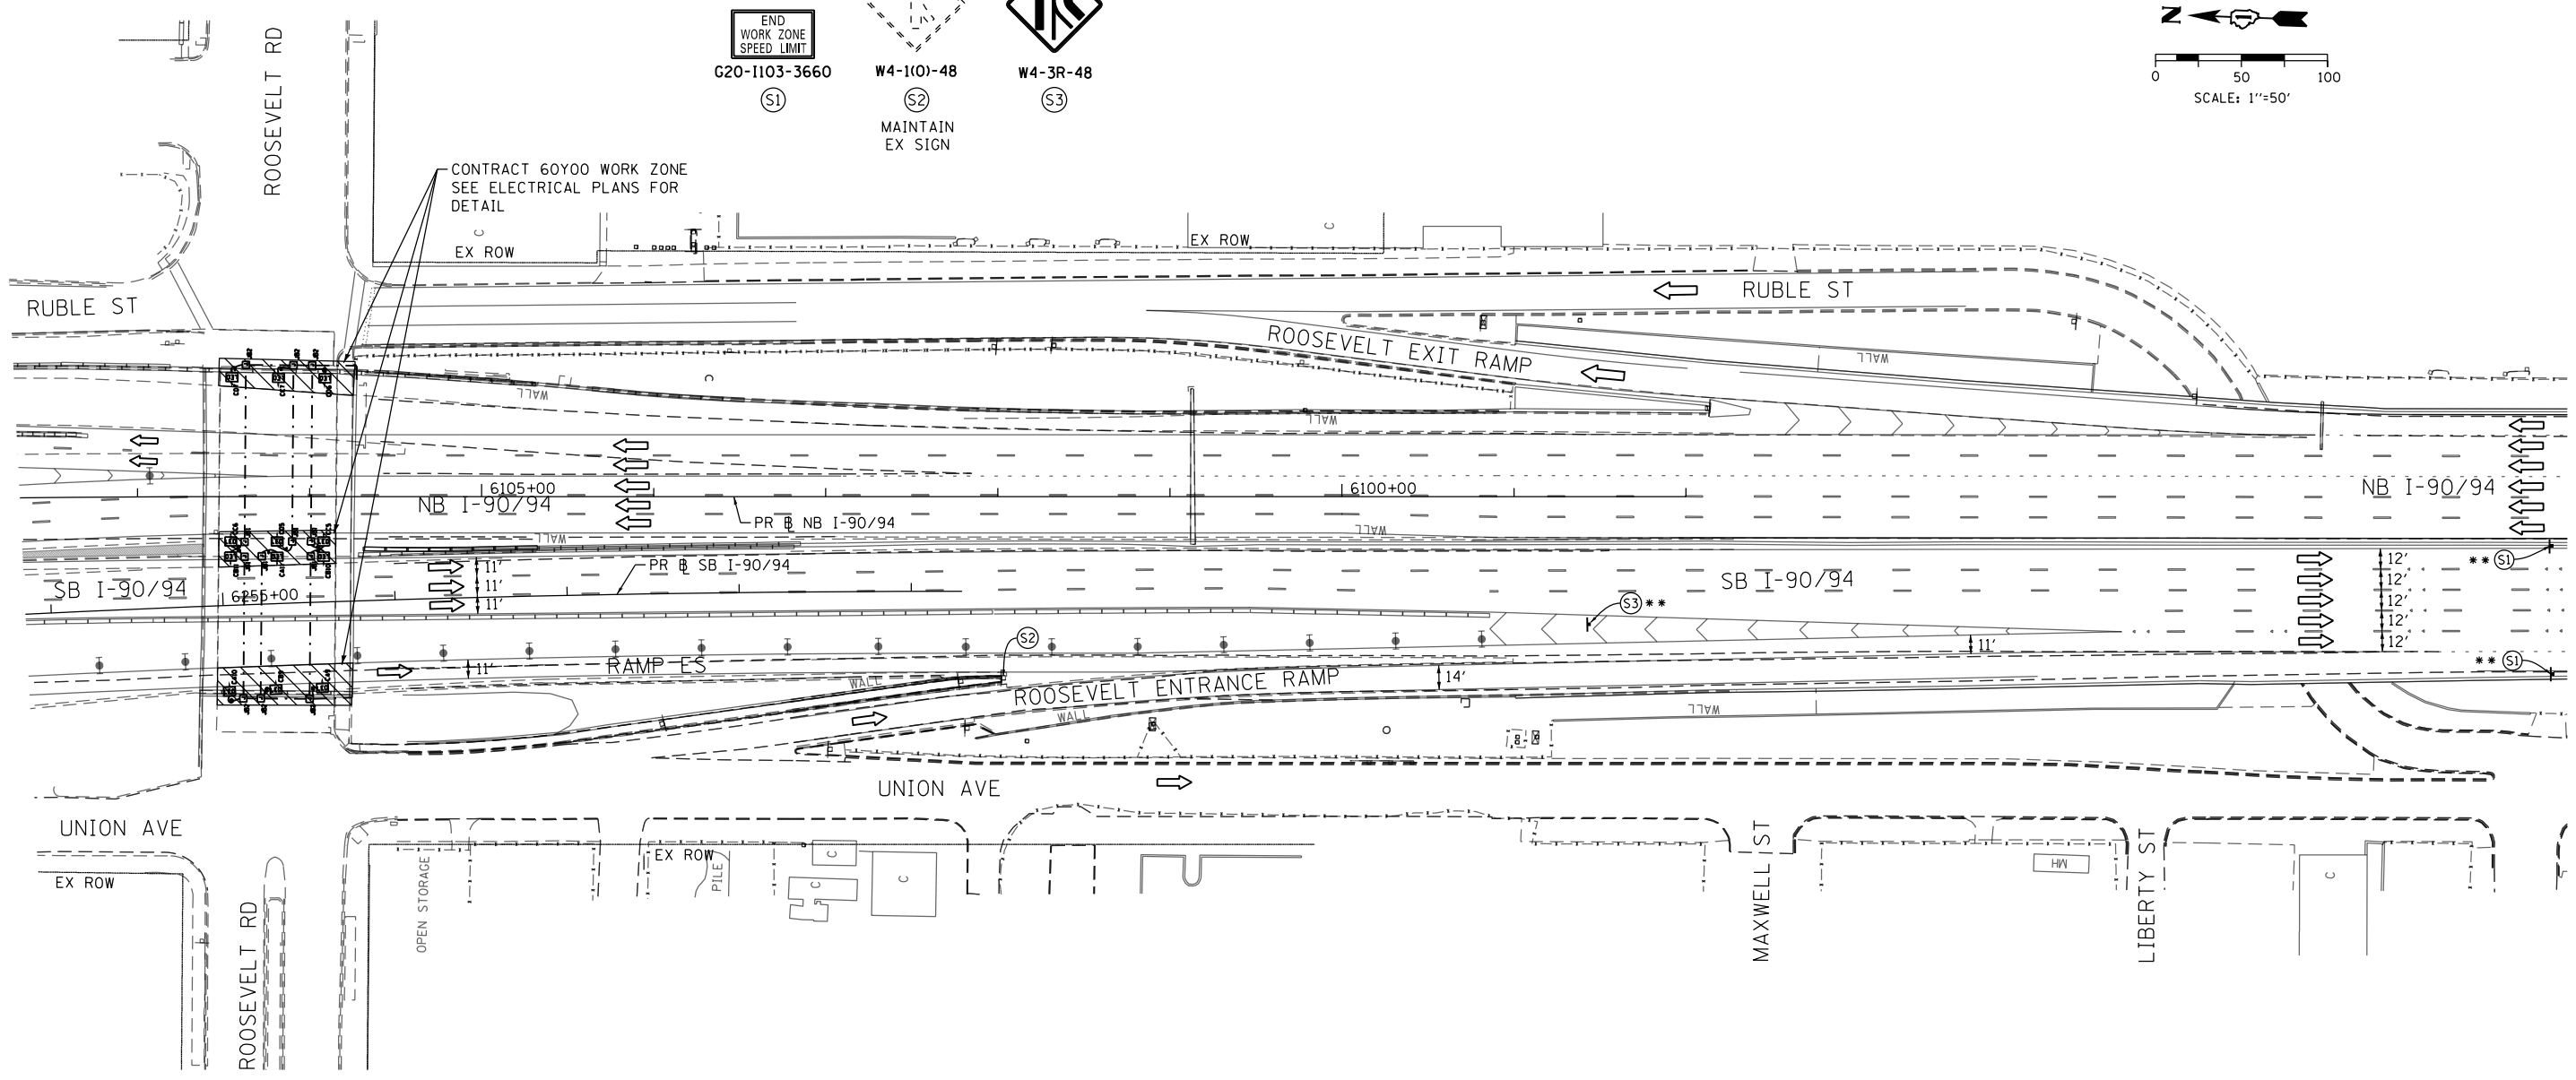 END
WORK ZONE
SPEED LIMIT
G20-I103-3660
S1
W4-1(O)-48
S2
MAINTAIN
EX SIGN
W4-3R-48
S3
N
0 50 100
SCALE: 1''=50'
ROOSEVELT RD
CONTRACT 60Y00 WORK ZONE
SEE ELECTRICAL PLANS FOR
DETAIL
C
EX ROW
C
EX ROW
RUBLE ST
RUBLE ST
ROOSEVELT EXIT RAMP
WALL
WALL
WALL
6105+00
NB I-90/94
PR B NB I-90/94
6100+00
NB I-90/94
WALL
WALL
SB I-90/94
6255+00
11'
11'
11'
PR B SB I-90/94
SB I-90/94
12'
12'
12'
12'
12'
** S1
S3 **
S2
11'
** S1
RAMP ES
11'
WALL
ROOSEVELT ENTRANCE RAMP
14'
WALL
WALL
UNION AVE
UNION AVE
EX ROW
EX ROW
OPEN STORAGE
PILE
C
C
C
MAXWELL ST
MH
LIBERTY ST
C
ROOSEVELT RD